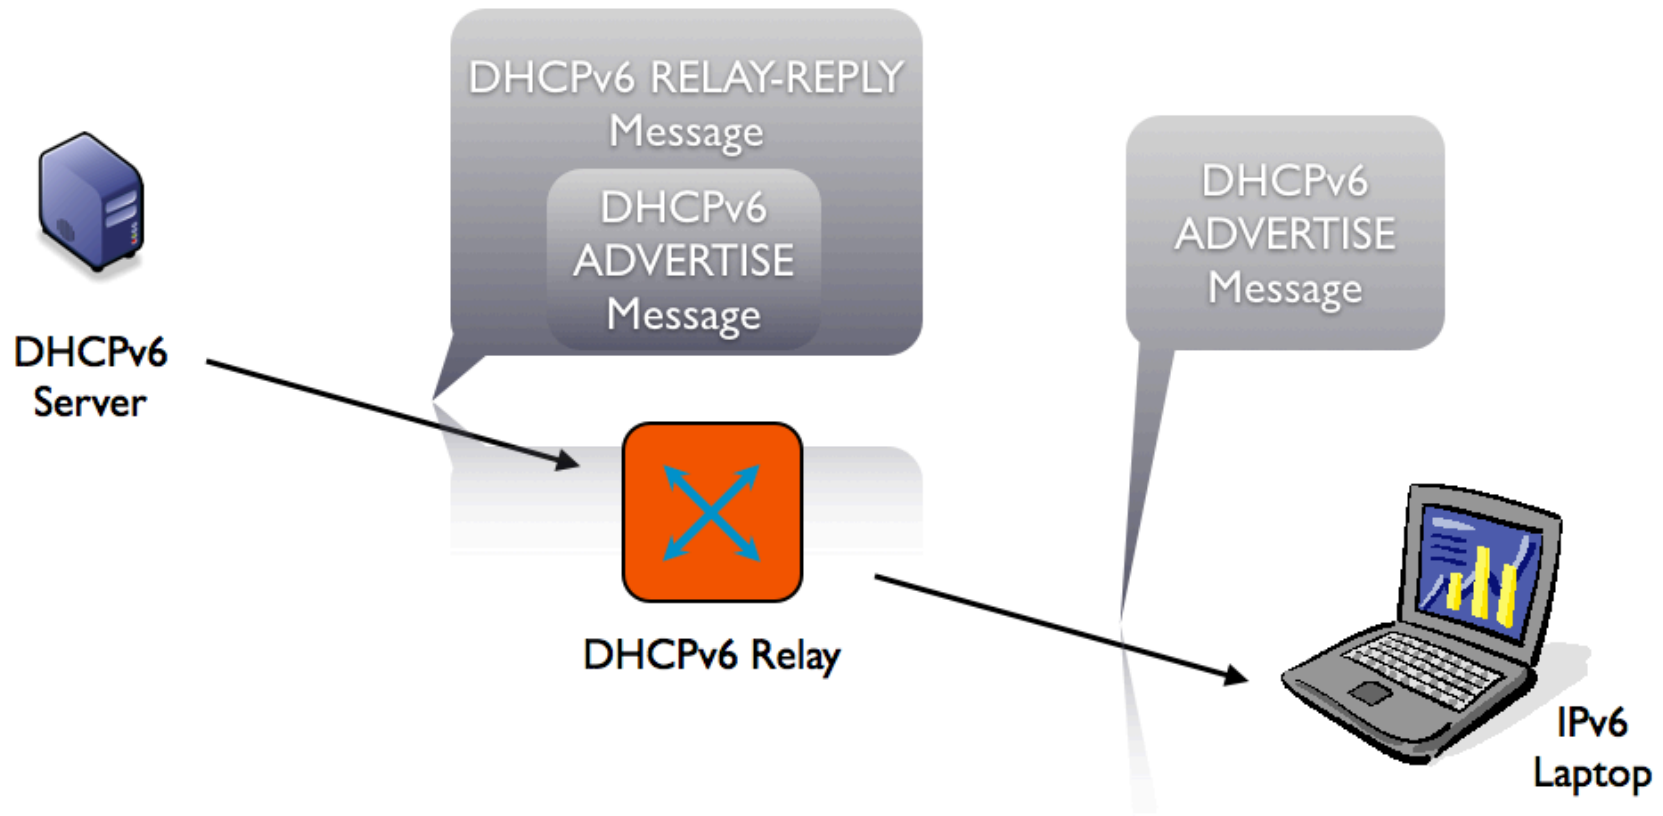 DHCPv6 RELAY-REPLY
Message
DHCPv6
ADVERTISE
Message
DHCPv6
ADVERTISE
Message
DHCPv6
Server
DHCPv6 Relay
IPv6
Laptop